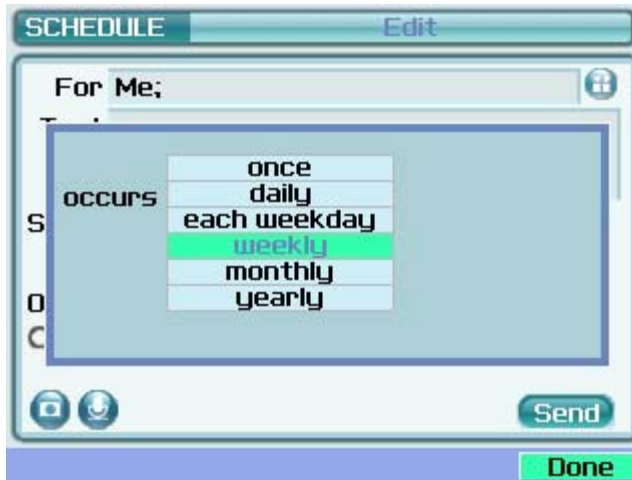 SCHEDULE Edit
For Me;
once
occurs daily
each weekday
weekly
monthly
yearly
Send
Done